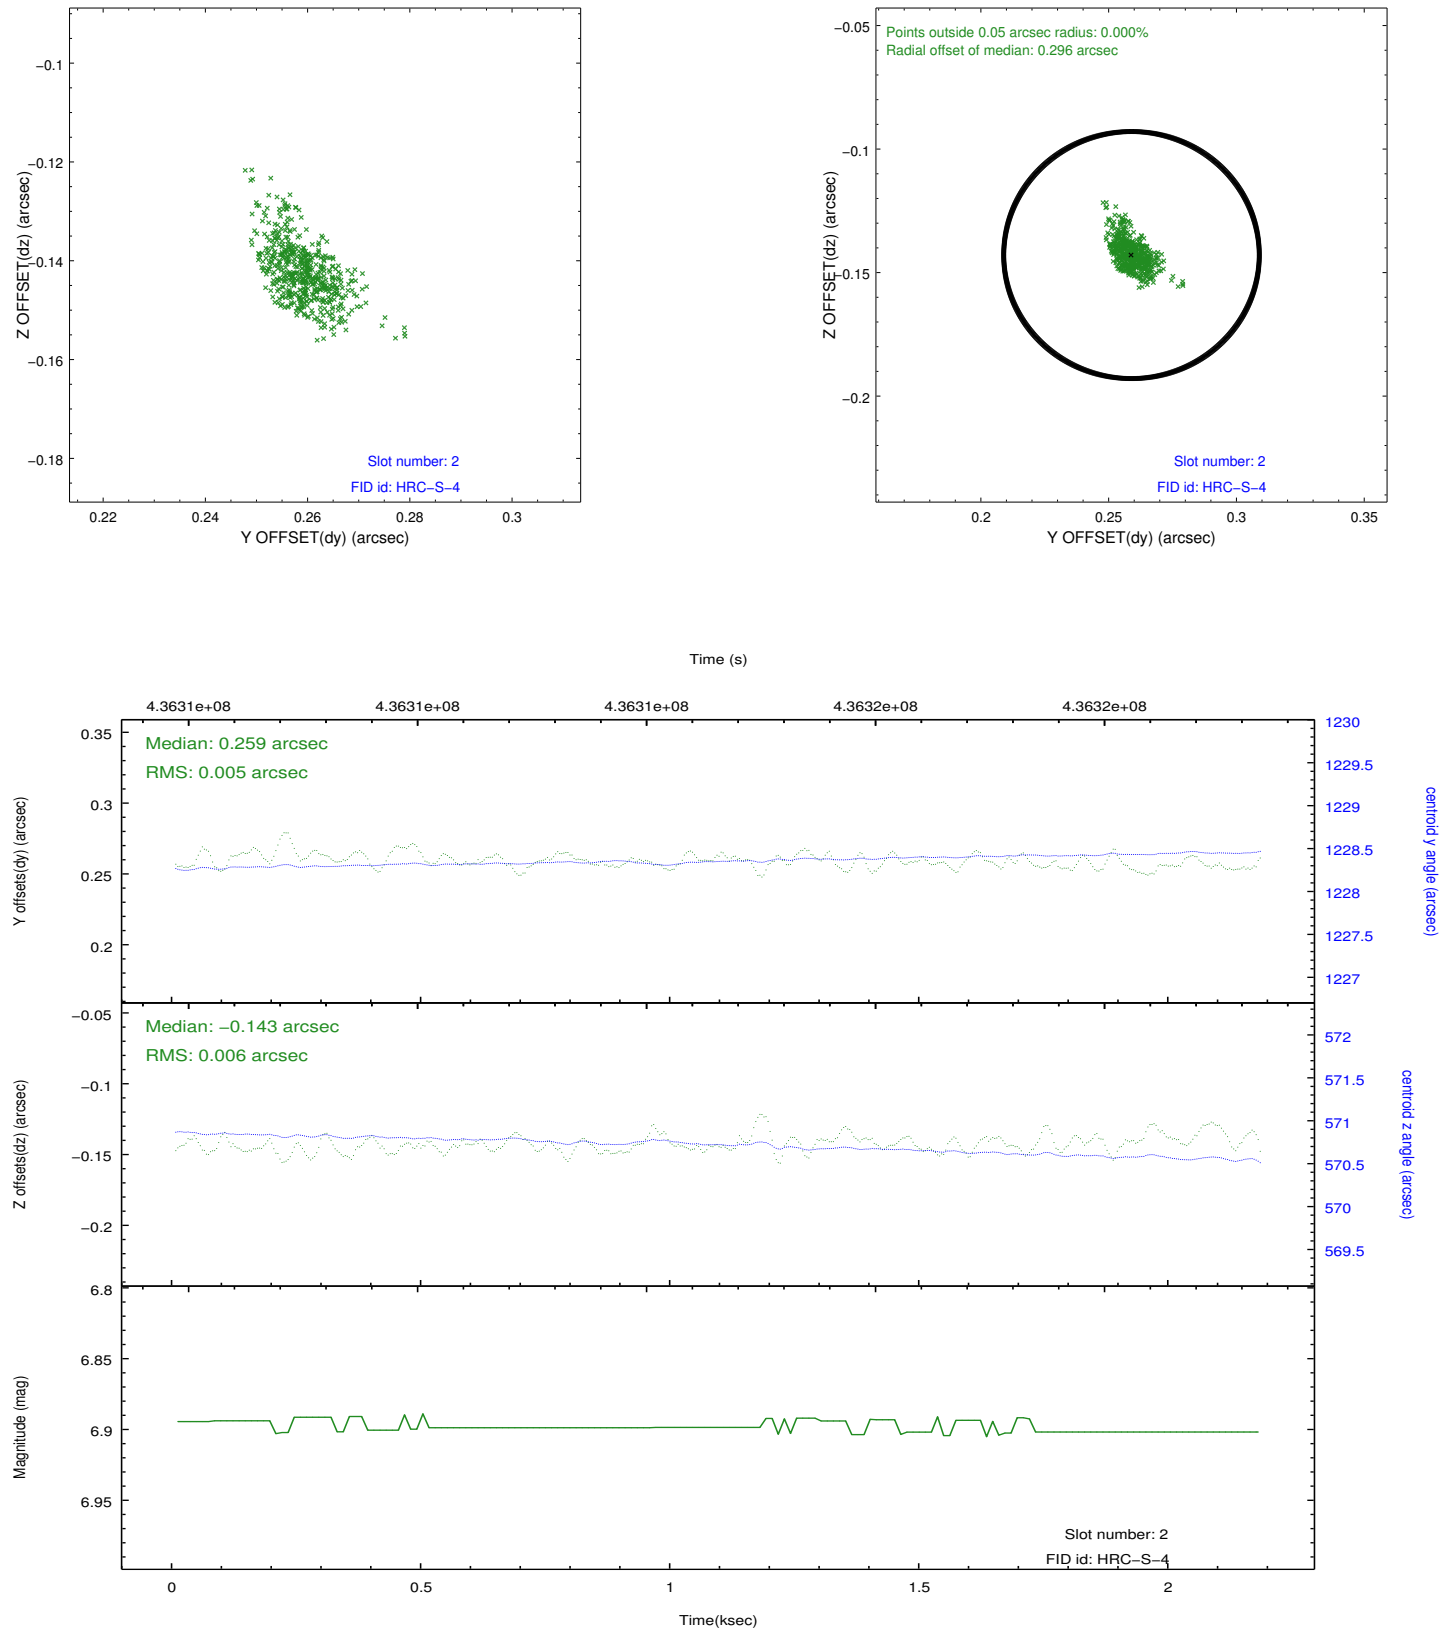 −0.1
−0.12
−0.14
−0.16
−0.18
Z OFFSET(dz) (arcsec)
Slot number: 2
FID id: HRC−S−4
0.22
0.24
0.26
0.28
0.3
Y OFFSET(dy) (arcsec)
Points outside 0.05 arcsec radius: 0.000%
Radial offset of median: 0.296 arcsec
−0.05
−0.1
−0.15
−0.2
Z OFFSET(dz) (arcsec)
Slot number: 2
FID id: HRC−S−4
0.2
0.25
0.3
0.35
Y OFFSET(dy) (arcsec)
Time (s)
4.3631e+08
4.3631e+08
4.3631e+08
4.3632e+08
4.3632e+08
Median: 0.259 arcsec
RMS: 0.005 arcsec
0.35
0.3
0.25
0.2
Y offsets(dy) (arcsec)
1230
1229.5
1229
1228.5
1228
1227.5
1227
centroid y angle (arcsec)
Median: −0.143 arcsec
RMS: 0.006 arcsec
−0.05
−0.1
−0.15
−0.2
Z offsets(dz) (arcsec)
572
571.5
571
570.5
570
569.5
centroid z angle (arcsec)
6.8
6.85
6.9
6.95
Magnitude (mag)
Slot number: 2
FID id: HRC−S−4
0
0.5
1
1.5
2
Time(ksec)